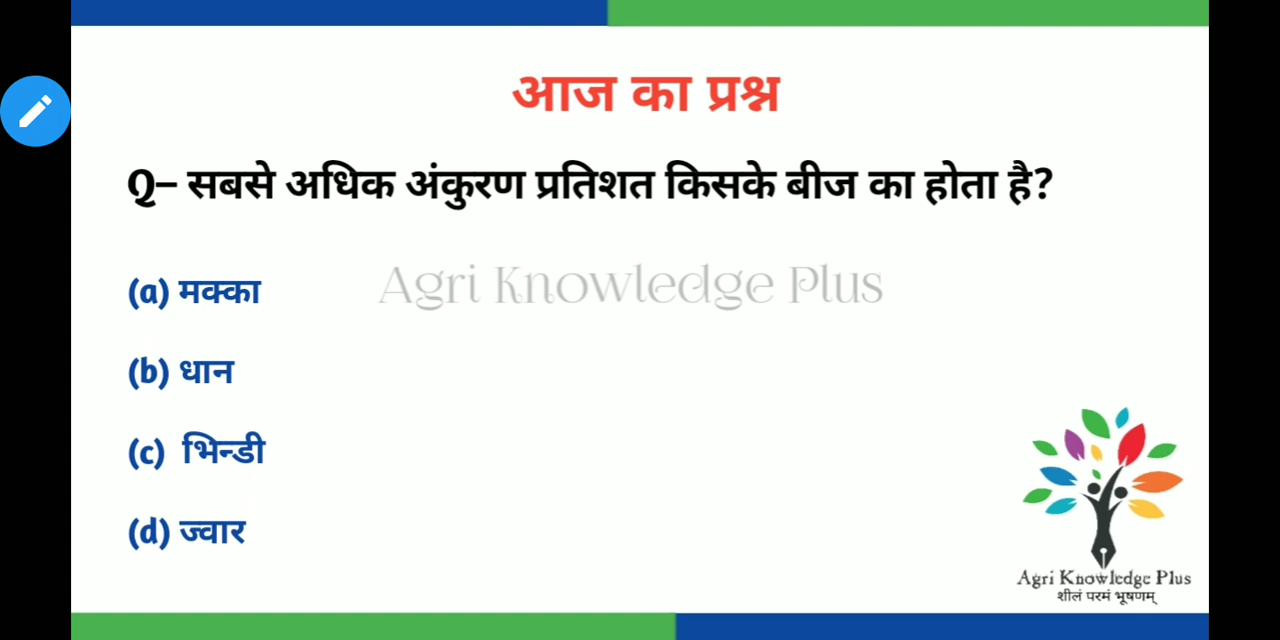 आज का प्रश्न
Q– सबसे अधिक अंकुरण प्रतिशत किसके बीज का होता है?
Agri Knowledge Plus
(a) मक्का
(b) धान
(c) भिन्डी
(d) ज्वार
Agri Knowledge Plus
शीलं परमं भूषणम्